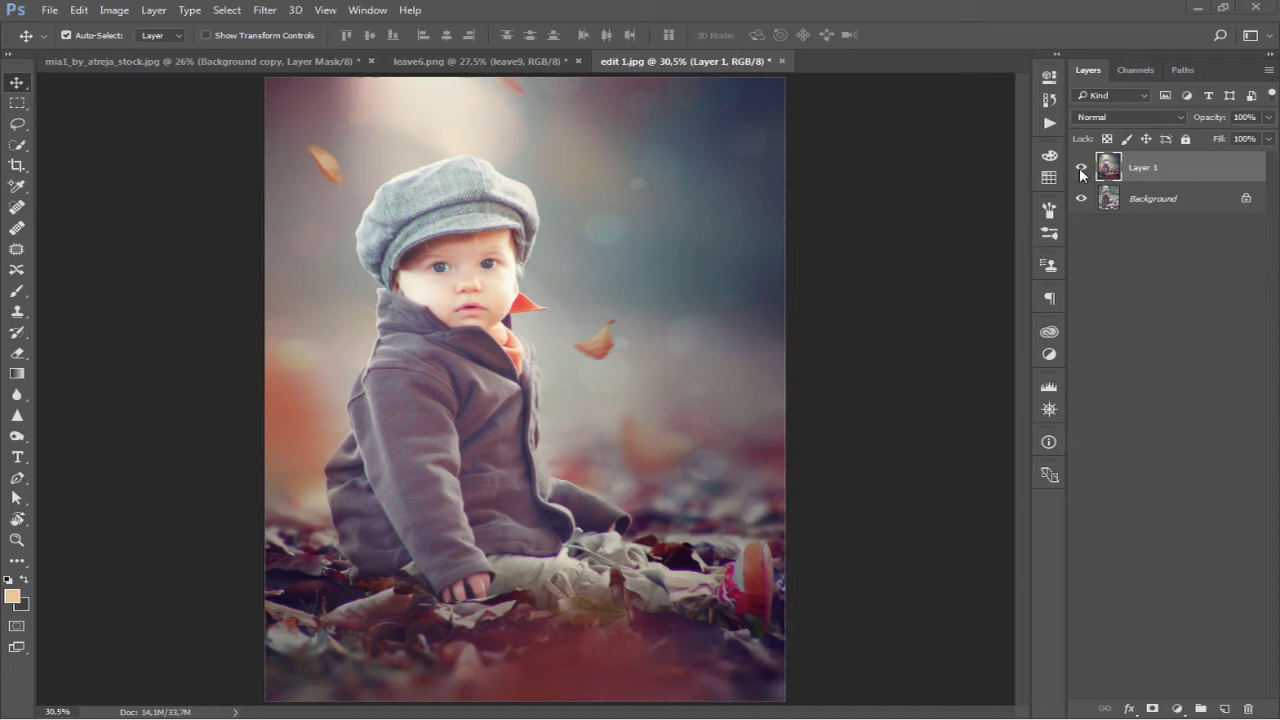 Ps File Edit Image Layer Type Select Filter 3D View Window Help
Auto-Select: Layer Show Transform Controls 3D Mode:
mia1_by_atreja_stock.jpg @ 26% (Background copy, Layer Mask/8) * × leave6.png @ 27,5% (leave9, RGB/8) * × edit 1.jpg @ 30,5% (Layer 1, RGB/8) * ×
Layers Channels Paths
Kind
Normal Opacity: 100%
Lock: Fill: 100%
Layer 1
Background
fx
30.5% Doc: 14,1M/33,7M